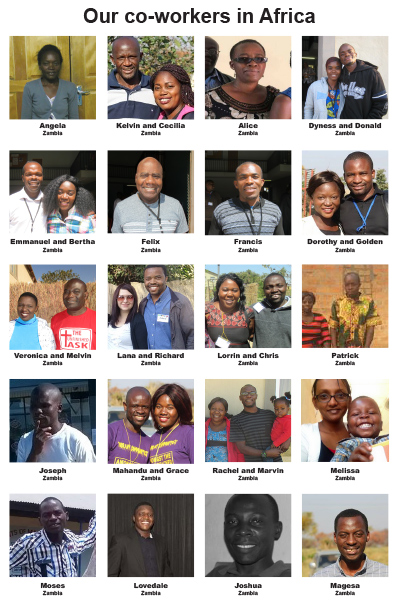 Our co-workers in Africa
Angela
Zambia
Kelvin and Cecilia
Zambia
Alice
Zambia
Dyness and Donald
Zambia
Emmanuel and Bertha
Zambia
Felix
Zambia
Francis
Zambia
Dorothy and Golden
Zambia
THE
ASK
Veronica and Melvin
Zambia
Lana and Richard
Zambia
Lorrin and Chris
Zambia
Patrick
Zambia
Joseph
Zambia
Mahandu and Grace
Zambia
Rachel and Marvin
Zambia
Melissa
Zambia
Moses
Zambia
Lovedale
Zambia
Joshua
Zambia
Magesa
Zambia